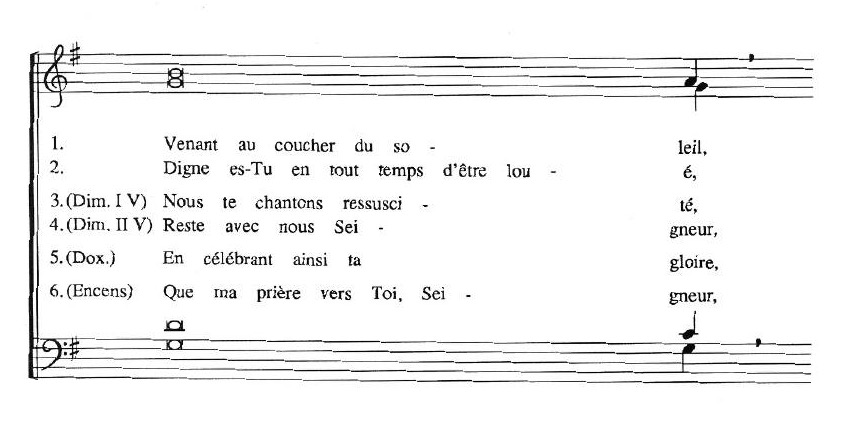 1. Venant au coucher du so - leil,
2. Digne es-Tu en tout temps d'être lou - é,
3.(Dim. I V) Nous te chantons ressusci - té,
4.(Dim. II V) Reste avec nous Sei - gneur,
5.(Dox.) En célébrant ainsi ta gloire,
6.(Encens) Que ma prière vers Toi, Sei - gneur,